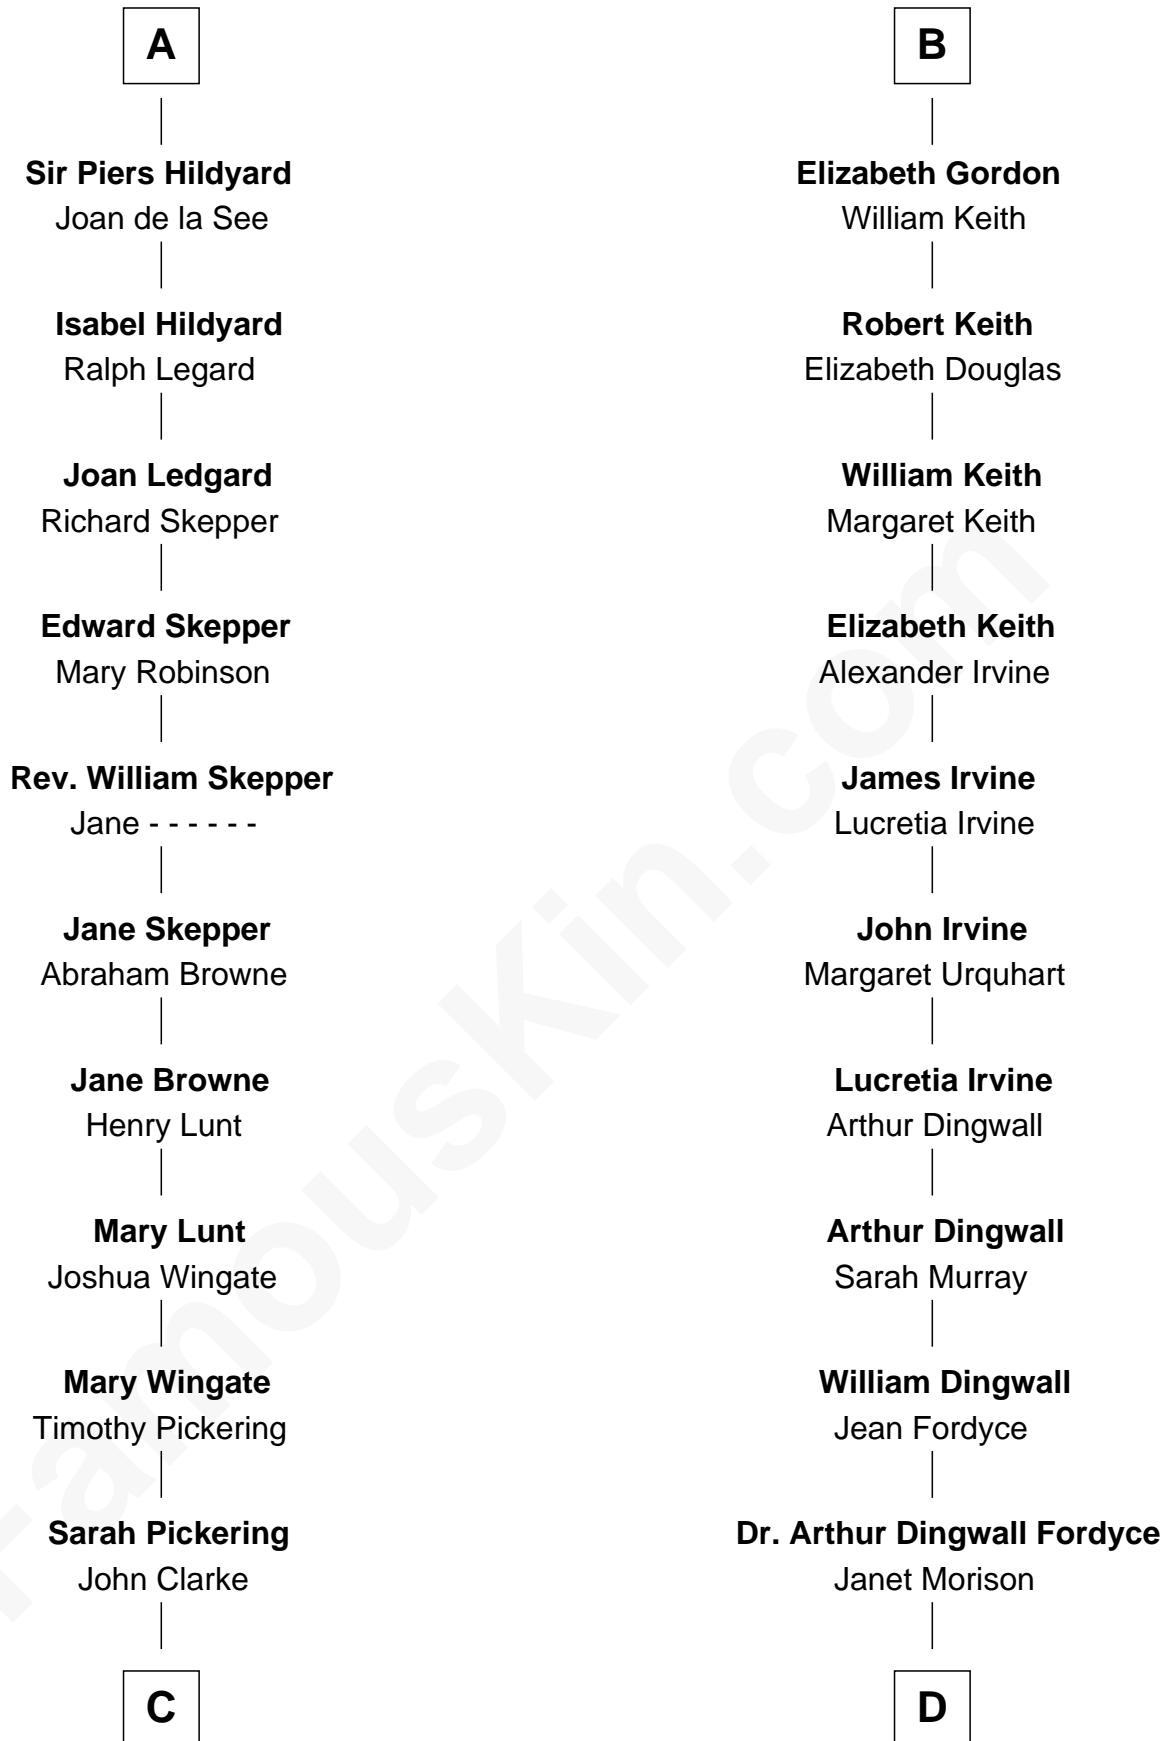 A
Sir Piers Hildyard
Joan de la See
Isabel Hildyard
Ralph Legard
Joan Ledgard
Richard Skepper
Edward Skepper
Mary Robinson
Rev. William Skepper
Jane - - - - - -
Jane Skepper
Abraham Browne
Jane Browne
Henry Lunt
Mary Lunt
Joshua Wingate
Mary Wingate
Timothy Pickering
Sarah Pickering
John Clarke
C
B
Elizabeth Gordon
William Keith
Robert Keith
Elizabeth Douglas
William Keith
Margaret Keith
Elizabeth Keith
Alexander Irvine
James Irvine
Lucretia Irvine
John Irvine
Margaret Urquhart
Lucretia Irvine
Arthur Dingwall
Arthur Dingwall
Sarah Murray
William Dingwall
Jean Fordyce
Dr. Arthur Dingwall Fordyce
Janet Morison
D
FamousKin.com